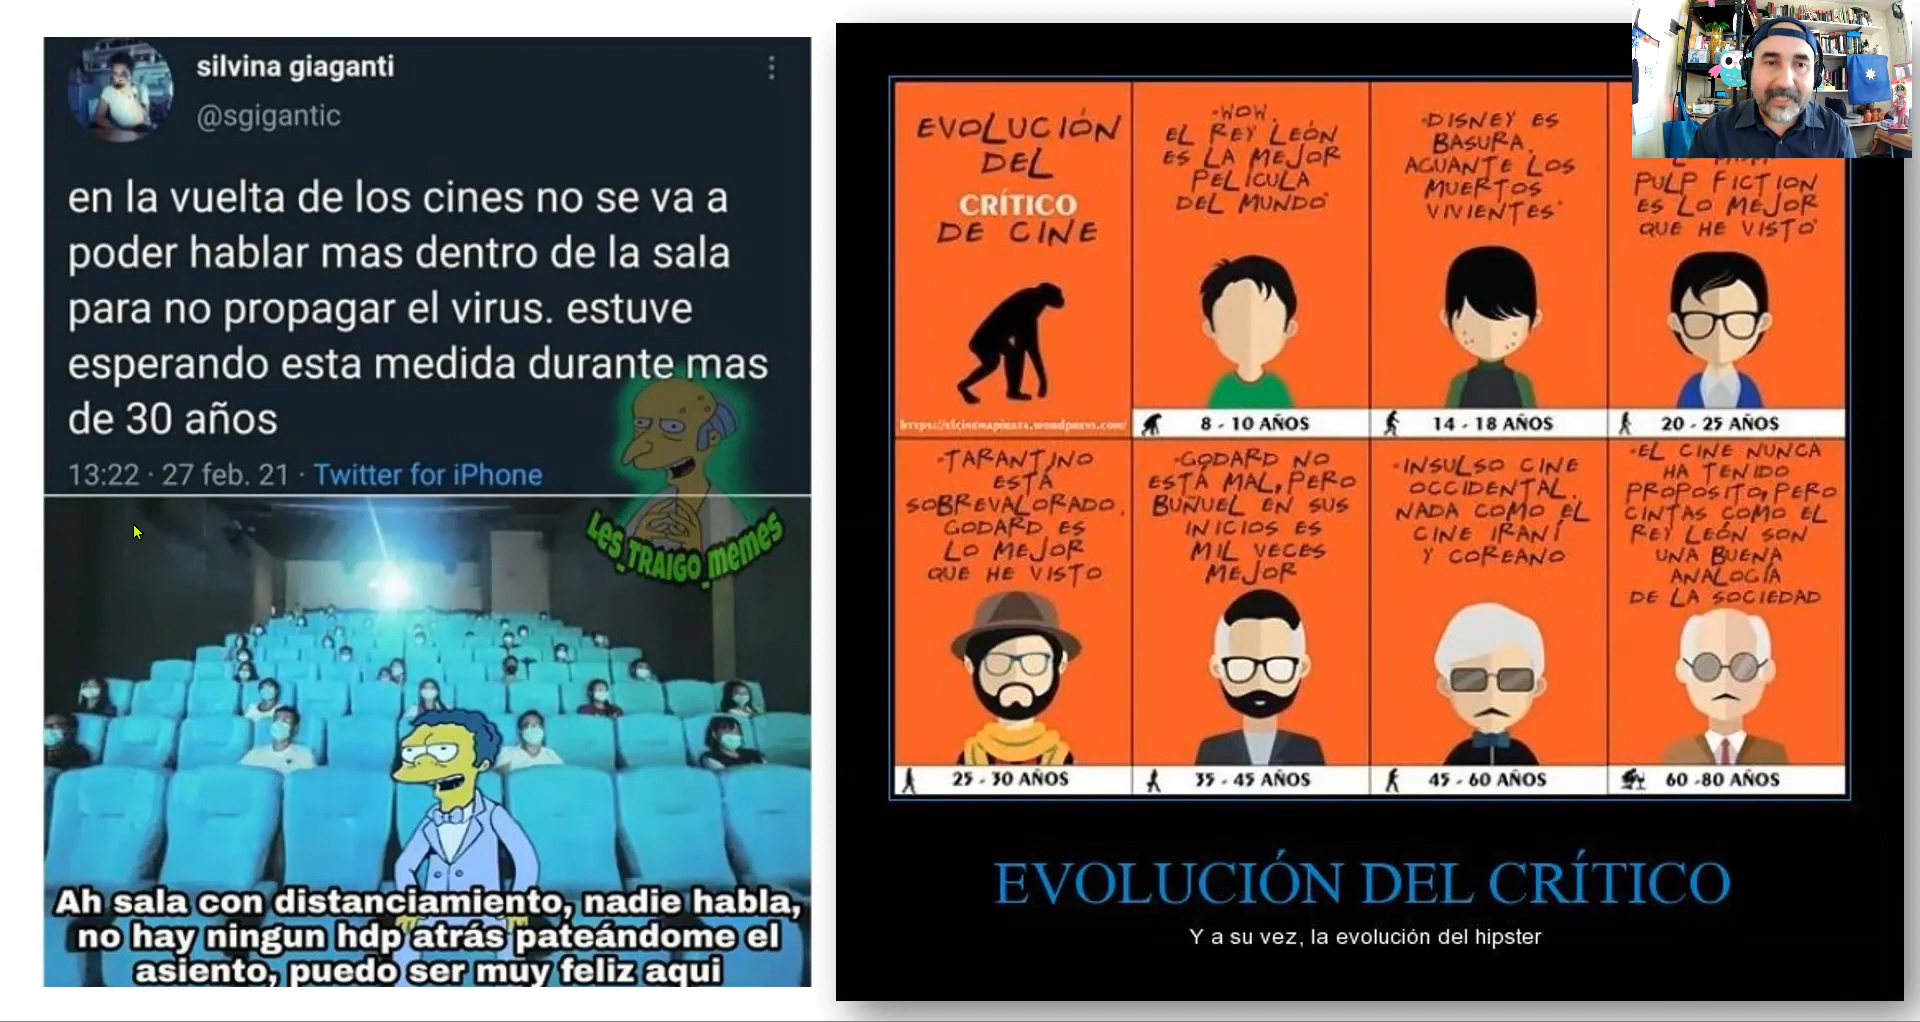 silvina giaganti
@sgigantic
en la vuelta de los cines no se va a
poder hablar mas dentro de la sala
para no propagar el virus. estuve
esperando esta medida durante mas
de 30 años
13:22 · 27 feb. 21 · Twitter for iPhone
Les TRAIGO memes
Ah sala con distanciamiento, nadie habla,
no hay ningun hdp atrás pateándome el
asiento, puedo ser muy feliz aqui
EVOLUCIÓN
DEL
CRÍTICO
DE CINE
https://elcinemapirata.wordpress.com/
"WOW,
EL REY LEÓN
ES LA MEJOR
PELÍCULA
DEL MUNDO"
8 - 10 AÑOS
"DISNEY ES
BASURA.
AGUANTE LOS
MUERTOS
VIVIENTES"
14 - 18 AÑOS
PULP FICTION
ES LO MEJOR
QUE HE VISTO"
20 - 25 AÑOS
"TARANTINO
ESTÁ
SOBREVALORADO,
GODARD ES
LO MEJOR
QUE HE VISTO
25 - 30 AÑOS
"GODARD NO
ESTÁ MAL, PERO
BUÑUEL EN SUS
INICIOS ES
MIL VECES
MEJOR"
35 - 45 AÑOS
"INSULSO CINE
OCCIDENTAL.
NADA COMO EL
CINE IRANÍ
Y COREANO
45 - 60 AÑOS
"EL CINE NUNCA
HA TENIDO
PROPOSITO, PERO
CINTAS COMO EL
REY LEÓN SON
UNA BUENA
ANALOGÍA
DE LA SOCIEDAD
60 -80 AÑOS
EVOLUCIÓN DEL CRÍTICO
Y a su vez, la evolución del hipster